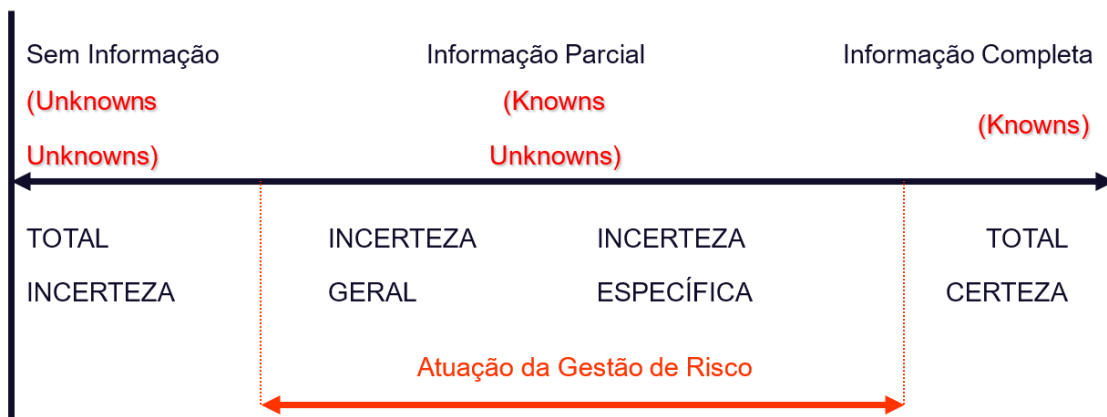 Sem Informação
Informação Parcial
Informação Completa
(Unknowns
Unknowns)
(Knowns
Unknowns)
(Knowns)
TOTAL
INCERTEZA
INCERTEZA
GERAL
INCERTEZA
ESPECÍFICA
TOTAL
CERTEZA
Atuação da Gestão de Risco